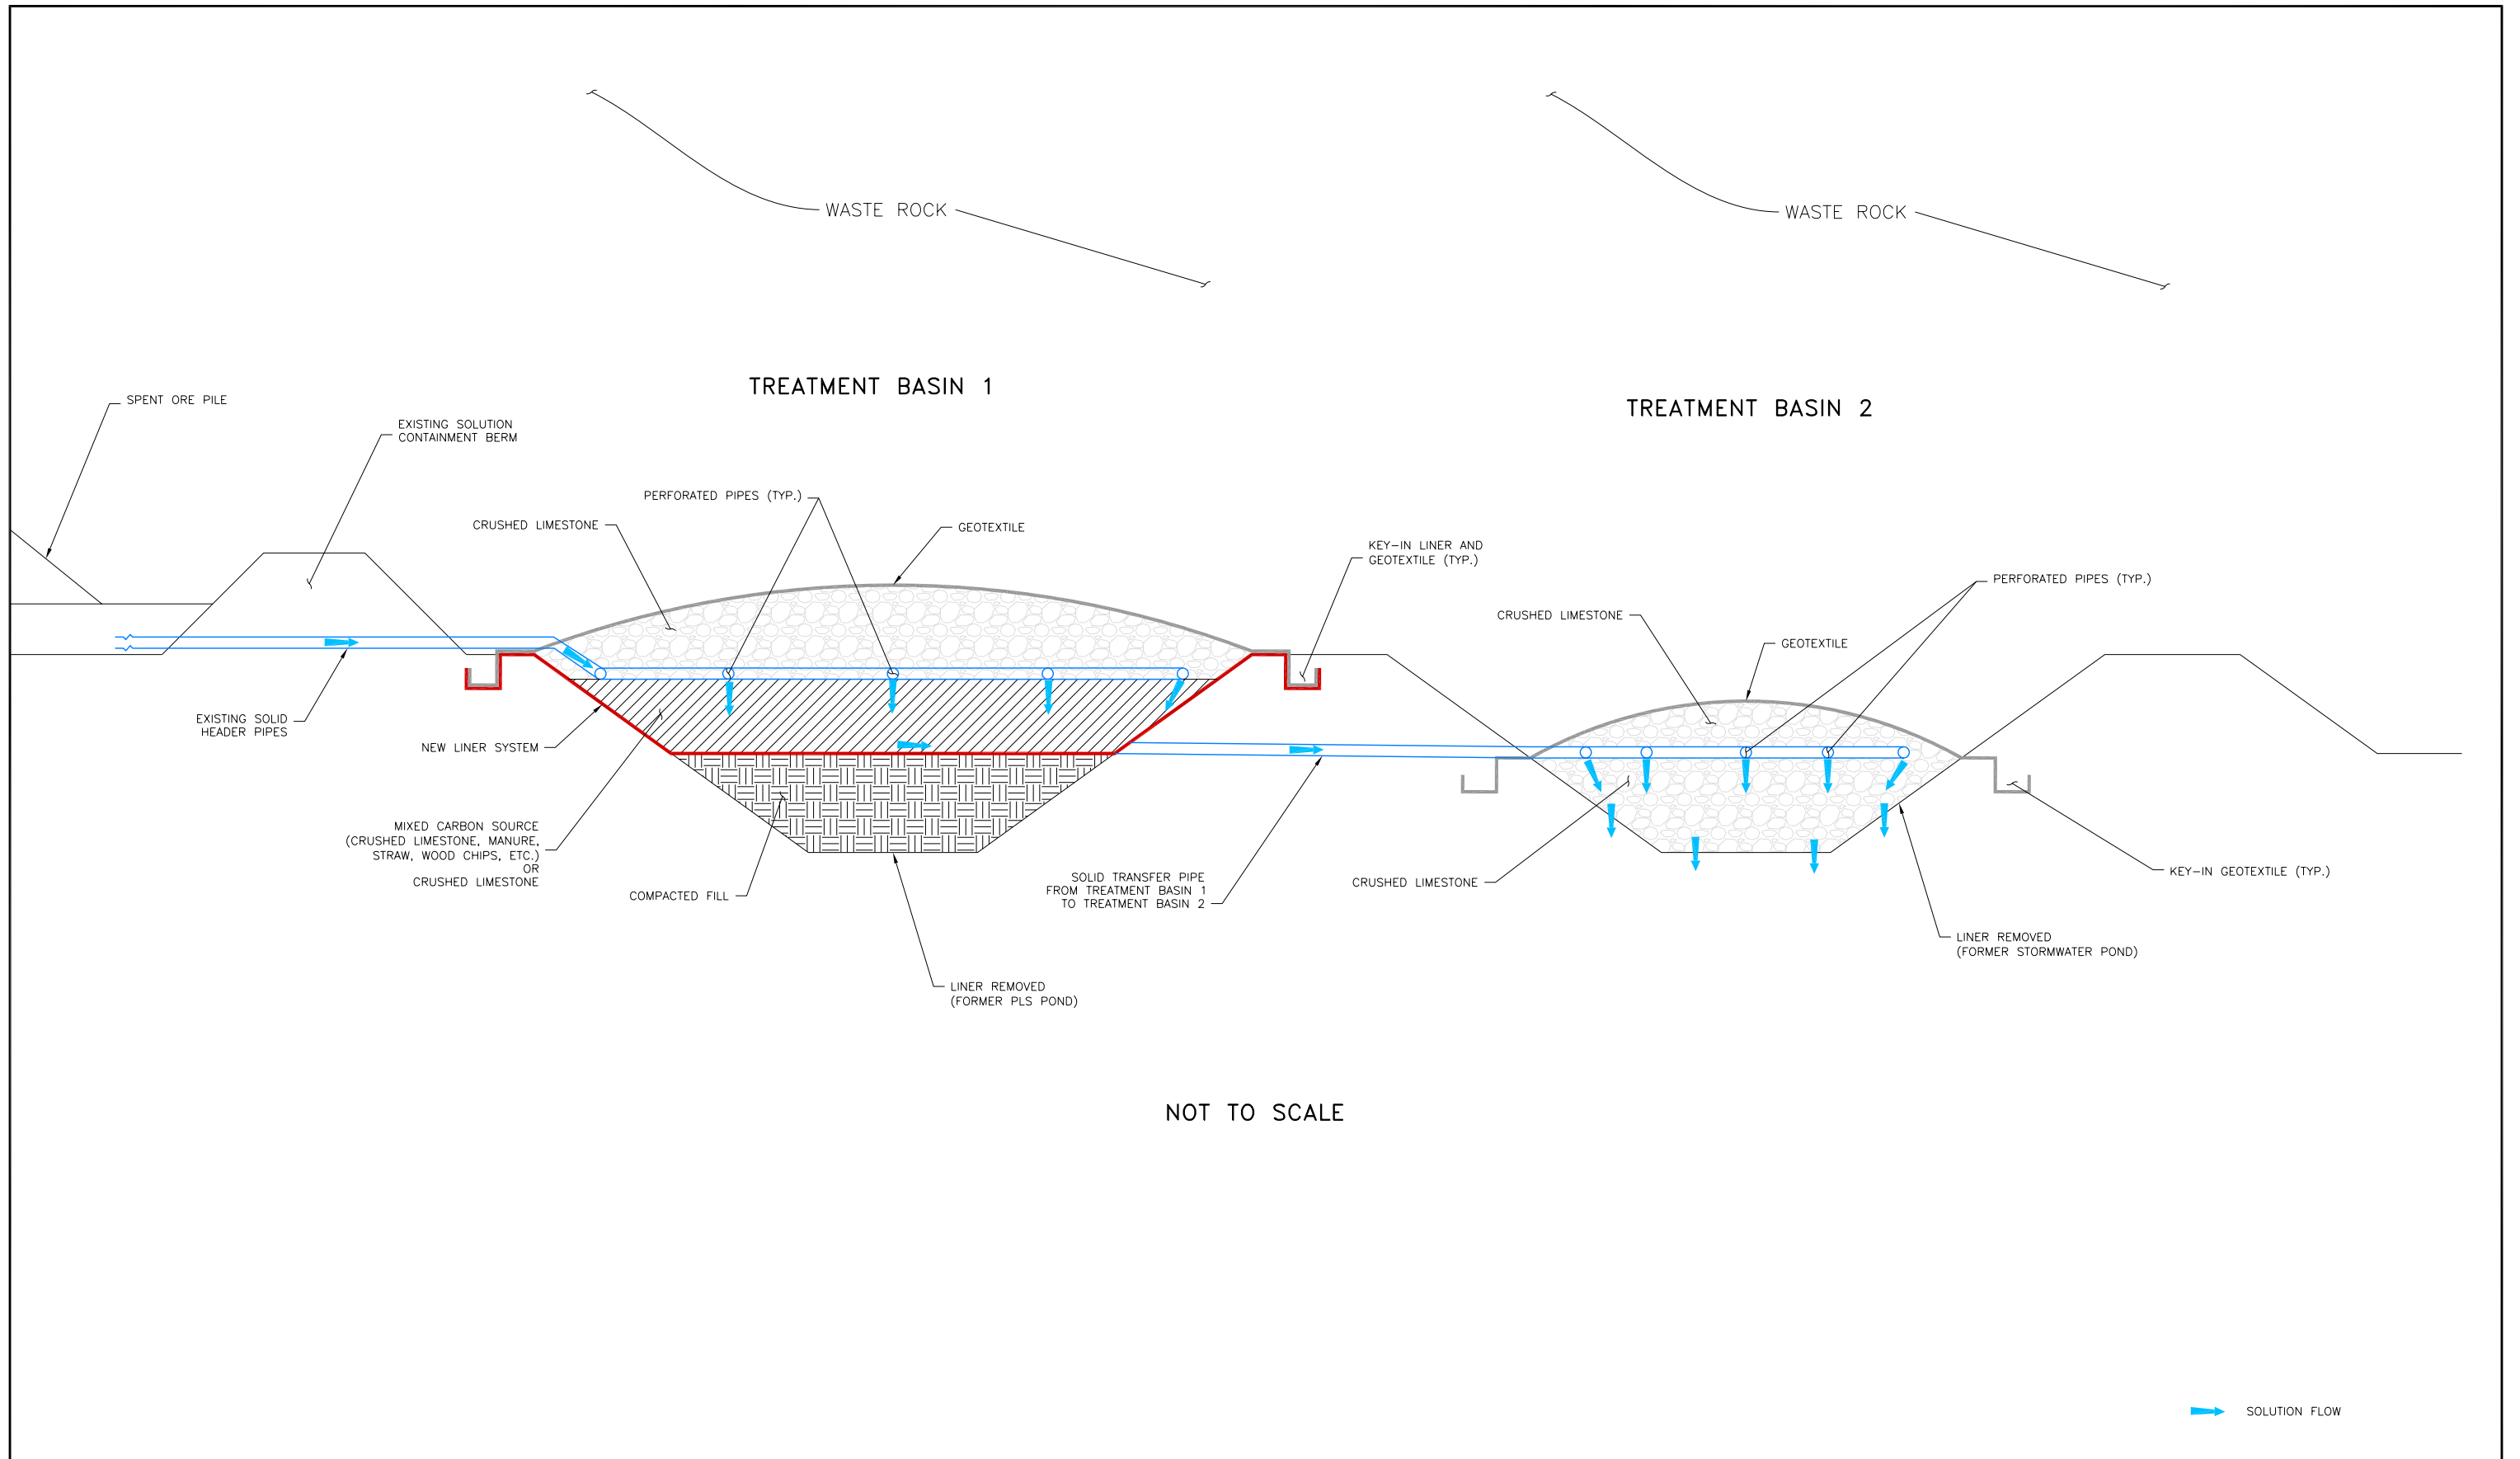 WASTE ROCK
WASTE ROCK
TREATMENT BASIN 1
TREATMENT BASIN 2
SPENT ORE PILE
EXISTING SOLUTION
CONTAINMENT BERM
PERFORATED PIPES (TYP.)
CRUSHED LIMESTONE
GEOTEXTILE
KEY-IN LINER AND
GEOTEXTILE (TYP.)
PERFORATED PIPES (TYP.)
CRUSHED LIMESTONE
GEOTEXTILE
EXISTING SOLID
HEADER PIPES
NEW LINER SYSTEM
MIXED CARBON SOURCE
(CRUSHED LIMESTONE, MANURE,
STRAW, WOOD CHIPS, ETC.)
OR
CRUSHED LIMESTONE
COMPACTED FILL
SOLID TRANSFER PIPE
FROM TREATMENT BASIN 1
TO TREATMENT BASIN 2
CRUSHED LIMESTONE
KEY-IN GEOTEXTILE (TYP.)
LINER REMOVED
(FORMER STORMWATER POND)
LINER REMOVED
(FORMER PLS POND)
NOT TO SCALE
SOLUTION FLOW